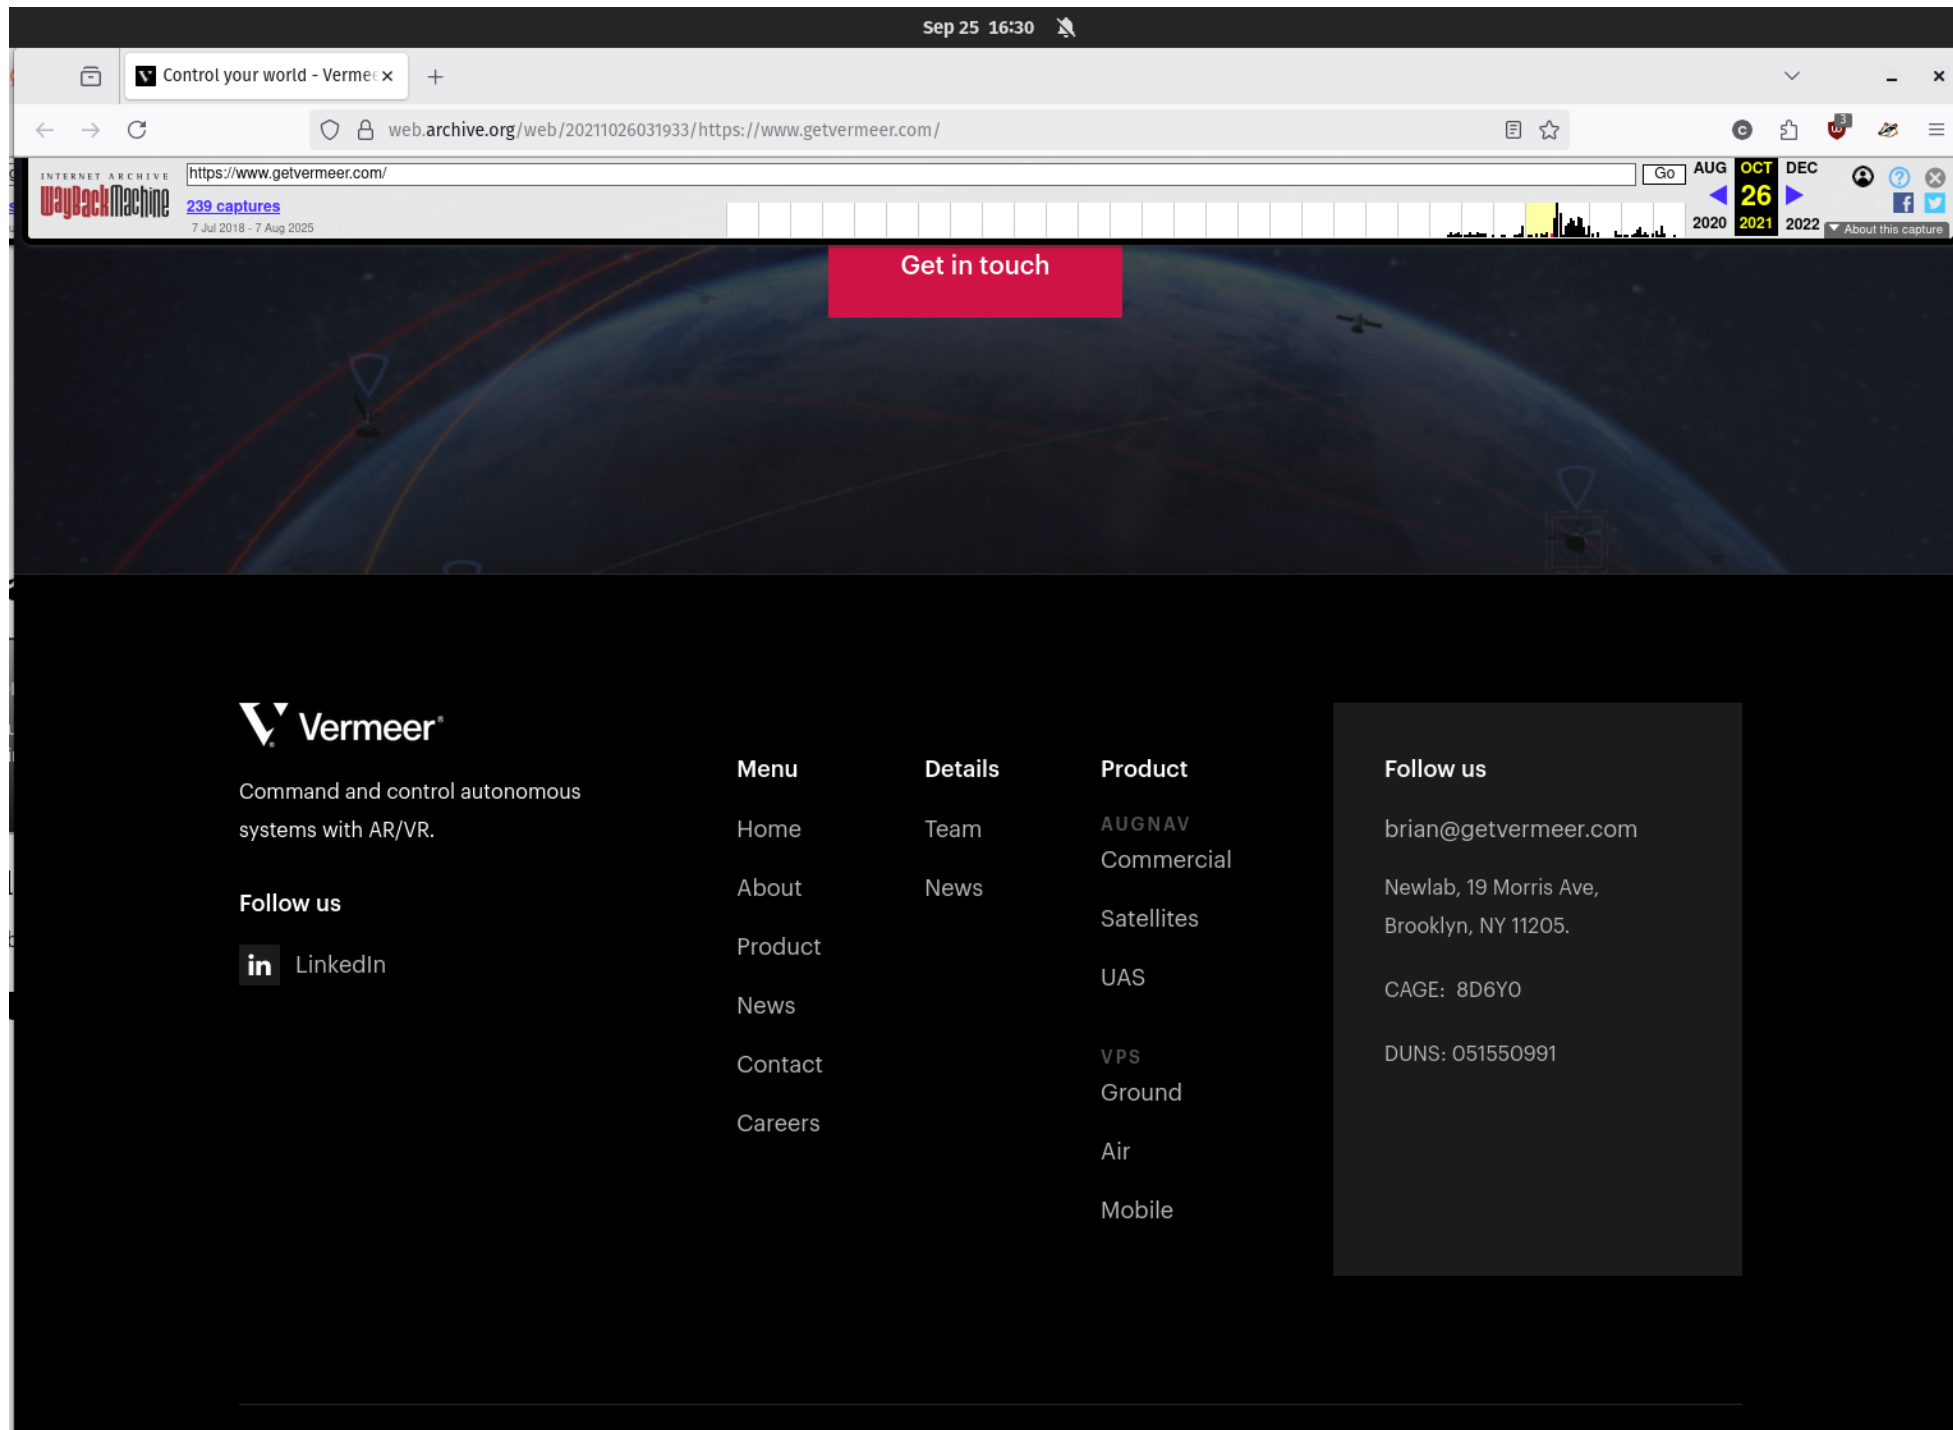 Sep 25 16:30
Control your world - Verme
web.archive.org/web/20211026031933/https://www.getvermeer.com/
3
INTERNET ARCHIVE
WayBackMachine
https://www.getvermeer.com/
Go
239 captures
7 Jul 2018 - 7 Aug 2025
AUG OCT DEC
26
2020 2021 2022
About this capture
Get in touch
Vermeer®
Command and control autonomous
systems with AR/VR.
Follow us
in LinkedIn
Menu
Home
About
Product
News
Contact
Careers
Details
Team
News
Product
AUGNAV
Commercial
Satellites
UAS
VPS
Ground
Air
Mobile
Follow us
brian@getvermeer.com
Newlab, 19 Morris Ave,
Brooklyn, NY 11205.
CAGE: 8D6Y0
DUNS: 051550991